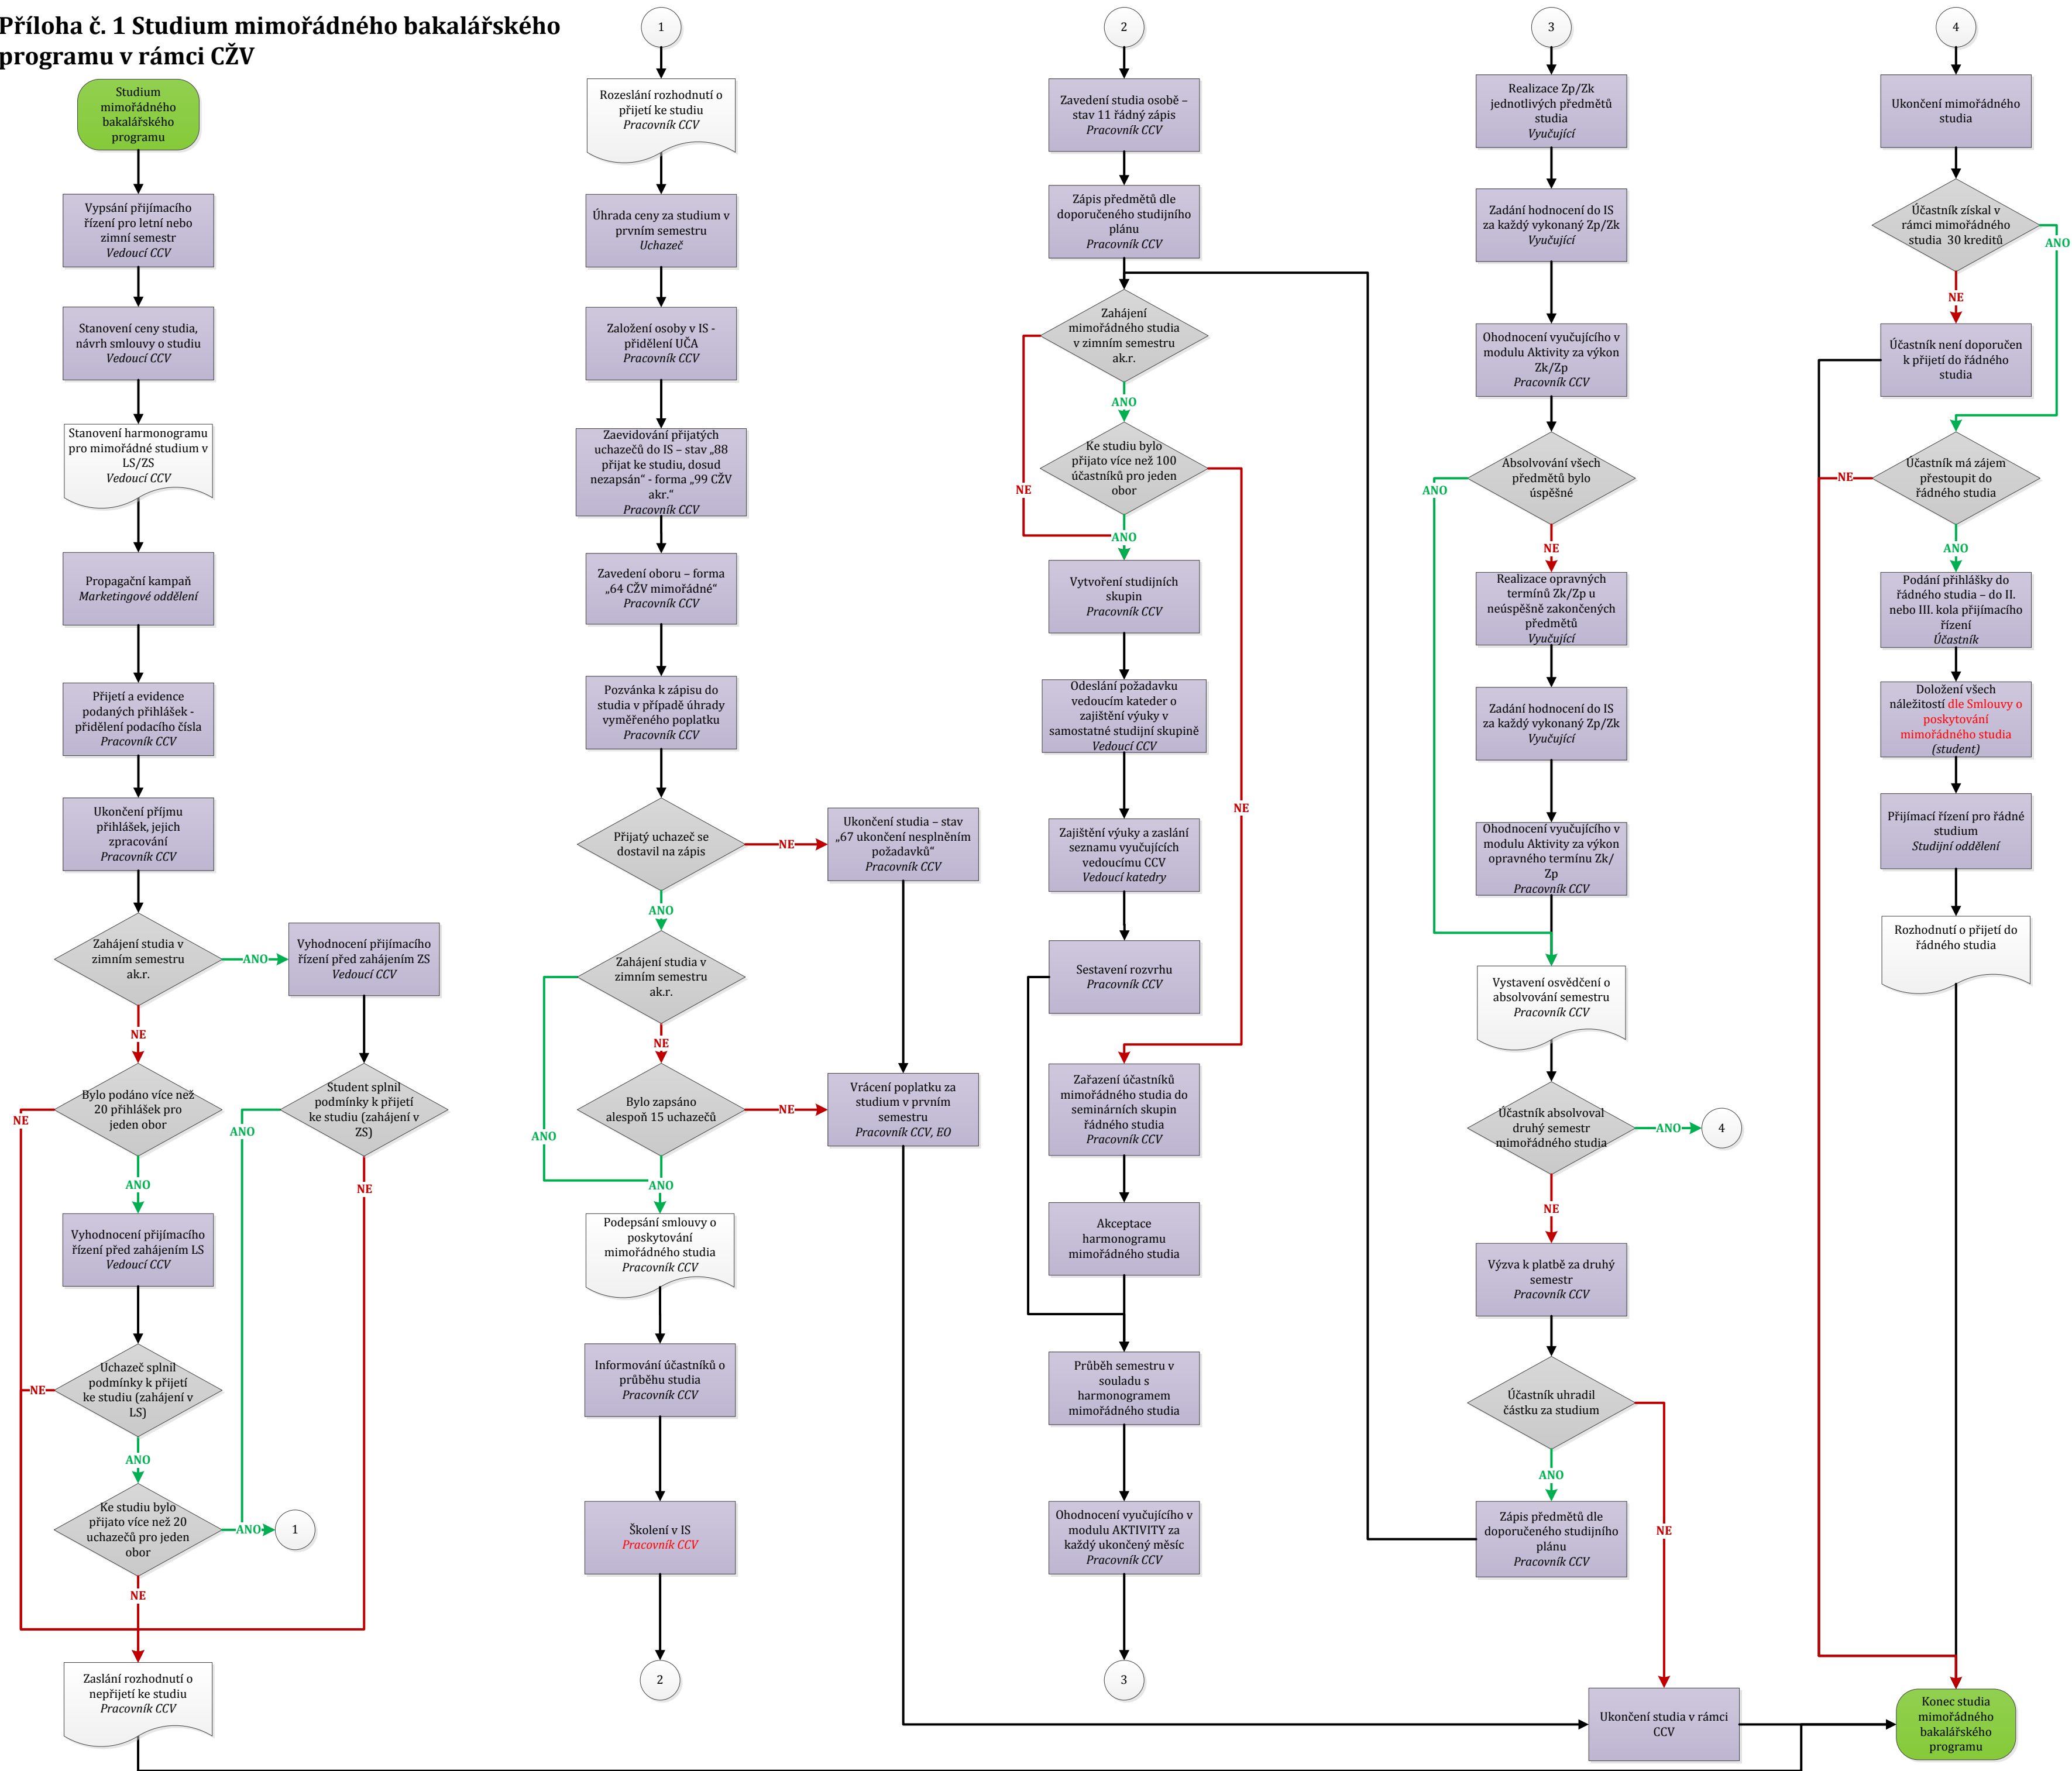 Příloha č. 1 Studium mimořádného bakalářského
programu v rámci CŽV
Studium
mimořádného
bakalářského
programu
Vypsání přijímacího
řízení pro letní nebo
zimní semestr
Vedoucí CCV
Stanovení ceny studia,
návrh smlouvy o studiu
Vedoucí CCV
Stanovení harmonogramu
pro mimořádné studium v
LS/ZS
Vedoucí CCV
Propagační kampaň
Marketingové oddělení
Přijetí a evidence
podaných přihlášek -
přidělení podacího čísla
Pracovník CCV
Ukončení příjmu
přihlášek, jejich
zpracování
Pracovník CCV
Zahájení studia v
zimním semestru
ak.r.
ANO
Vyhodnocení přijímacího
řízení před zahájením ZS
Vedoucí CCV
NE
Bylo podáno více než
20 přihlášek pro
jeden obor
NE
ANO
Student splnil
podmínky k přijetí
ke studiu (zahájení v
ZS)
ANO
NE
Vyhodnocení přijímacího
řízení před zahájením LS
Vedoucí CCV
Uchazeč splnil
podmínky k přijetí
ke studiu (zahájení v
LS)
NE
ANO
Ke studiu bylo
přijato více než 20
uchazečů pro jeden
obor
ANO
1
NE
Zaslání rozhodnutí o
nepřijetí ke studiu
Pracovník CCV
1
Rozeslání rozhodnutí o
přijetí ke studiu
Pracovník CCV
Úhrada ceny za studium v
prvním semestru
Uchazeč
Založení osoby v IS -
přidělení UČA
Pracovník CCV
Zaevidování přijatých
uchazečů do IS – stav „88
přijat ke studiu, dosud
nezapsán“ - forma „99 CŽV
akr.“
Pracovník CCV
Zavedení oboru – forma
„64 CŽV mimořádné“
Pracovník CCV
Pozvánka k zápisu do
studia v případě úhrady
vyměřeného poplatku
Pracovník CCV
Přijatý uchazeč se
dostavil na zápis
NE
Ukončení studia – stav
„67 ukončení nesplněním
požadavků“
Pracovník CCV
ANO
Zahájení studia v
zimním semestru
ak.r.
NE
ANO
Bylo zapsáno
alespoň 15 uchazečů
NE
Vrácení poplatku za
studium v prvním
semestru
Pracovník CCV, EO
ANO
Podepsání smlouvy o
poskytování
mimořádného studia
Pracovník CCV
Informování účastníků o
průběhu studia
Pracovník CCV
Školení v IS
Pracovník CCV
2
2
Zavedení studia osobě –
stav 11 řádný zápis
Pracovník CCV
Zápis předmětů dle
doporučeného studijního
plánu
Pracovník CCV
Zahájení
mimořádného studia
v zimním semestru
ak.r.
ANO
NE
Ke studiu bylo
přijato více než 100
účastníků pro jeden
obor
ANO
NE
Vytvoření studijních
skupin
Pracovník CCV
Odeslání požadavku
vedoucím kateder o
zajištění výuky v
samostatné studijní skupině
Vedoucí CCV
Zajištění výuky a zaslání
seznamu vyučujících
vedoucímu CCV
Vedoucí katedry
Sestavení rozvrhu
Pracovník CCV
Zařazení účastníků
mimořádného studia do
seminárních skupin
řádného studia
Pracovník CCV
Akceptace
harmonogramu
mimořádného studia
Průběh semestru v
souladu s
harmonogramem
mimořádného studia
Ohodnocení vyučujícího v
modulu AKTIVITY za
každý ukončený měsíc
Pracovník CCV
3
3
Realizace Zp/Zk
jednotlivých předmětů
studia
Vyučující
Zadání hodnocení do IS
za každý vykonaný Zp/Zk
Vyučující
Ohodnocení vyučujícího v
modulu Aktivity za výkon
Zk/Zp
Pracovník CCV
Absolvování všech
předmětů bylo
úspěšné
ANO
NE
Realizace opravných
termínů Zk/Zp u
neúspěšně zakončených
předmětů
Vyučující
Zadání hodnocení do IS
za každý vykonaný Zp/Zk
Vyučující
Ohodnocení vyučujícího v
modulu Aktivity za výkon
opravného termínu Zk/
Zp
Pracovník CCV
Vystavení osvědčení o
absolvování semestru
Pracovník CCV
Účastník absolvoval
druhý semestr
mimořádného studia
ANO
4
NE
Výzva k platbě za druhý
semestr
Pracovník CCV
Účastník uhradil
částku za studium
ANO
NE
Zápis předmětů dle
doporučeného studijního
plánu
Pracovník CCV
Ukončení studia v rámci
CCV
4
Ukončení mimořádného
studia
Účastník získal v
rámci mimořádného
studia 30 kreditů
ANO
NE
Účastník není doporučen
k přijetí do řádného
studia
Účastník má zájem
přestoupit do
řádného studia
NE
ANO
Podání přihlášky do
řádného studia – do II.
nebo III. kola přijímacího
řízení
Účastník
Doložení všech
náležitostí dle Smlouvy o
poskytování
mimořádného studia
(student)
Přijímací řízení pro řádné
studium
Studijní oddělení
Rozhodnutí o přijetí do
řádného studia
Konec studia
mimořádného
bakalářského
programu